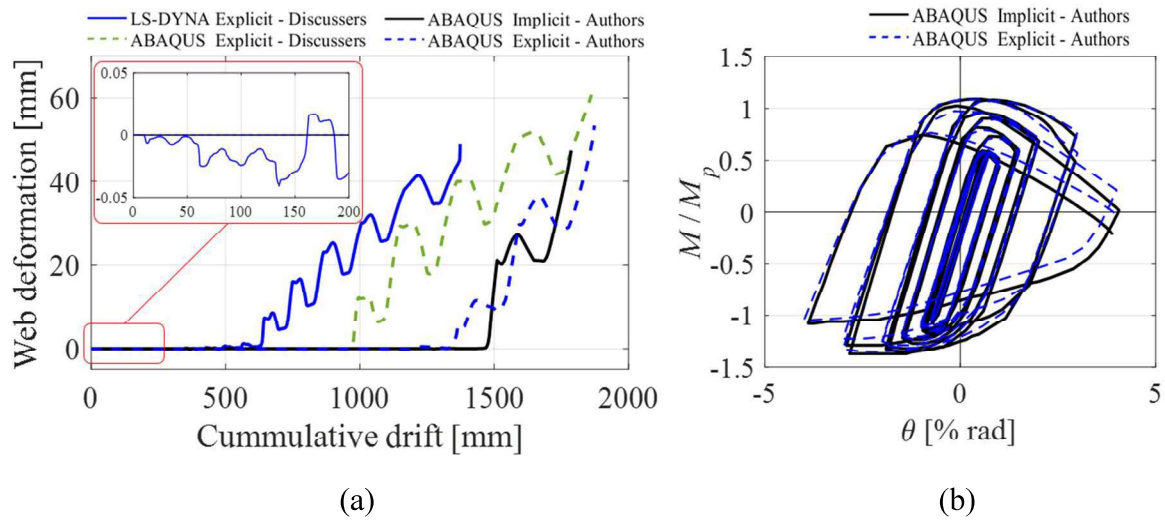 LS-DYNA Explicit - Discussers
ABAQUS Implicit - Authors
ABAQUS Explicit - Discussers
ABAQUS Explicit - Authors
Web deformation [mm]
60
40
20
0
0.05
0
-0.05
0
50
100
150
200
0
500
1000
1500
2000
Cummulative drift [mm]
(a)
ABAQUS Implicit - Authors
ABAQUS Explicit - Authors
M / Mp
1.5
1
0.5
0
-0.5
-1
-1.5
-5
0
5
θ [% rad]
(b)